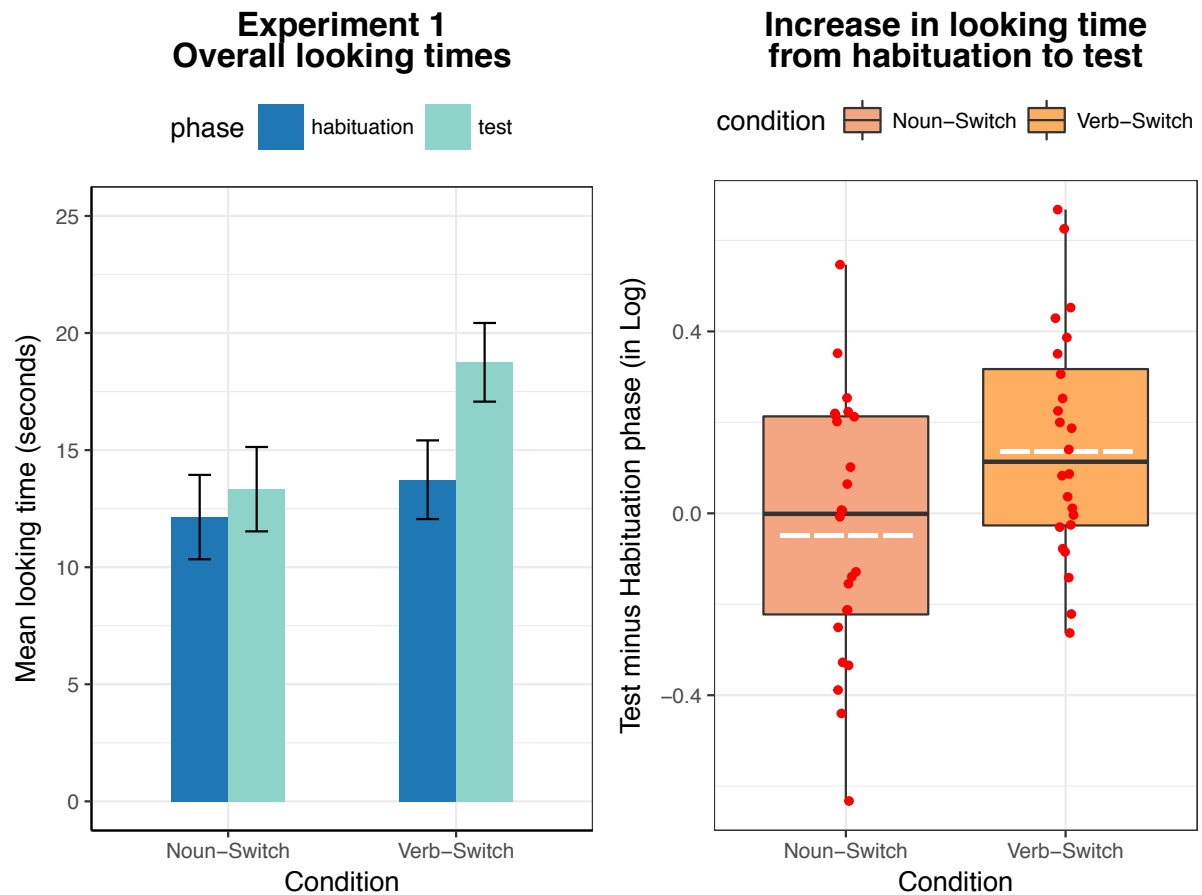 Experiment 1
Overall looking times
phase habituation test
Mean looking time (seconds)
25
20
15
10
5
0
Noun−Switch Verb−Switch
Condition
Increase in looking time
from habituation to test
condition Noun−Switch Verb−Switch
Test minus Habituation phase (in Log)
0.4
0.0
−0.4
Noun−Switch Verb−Switch
Condition